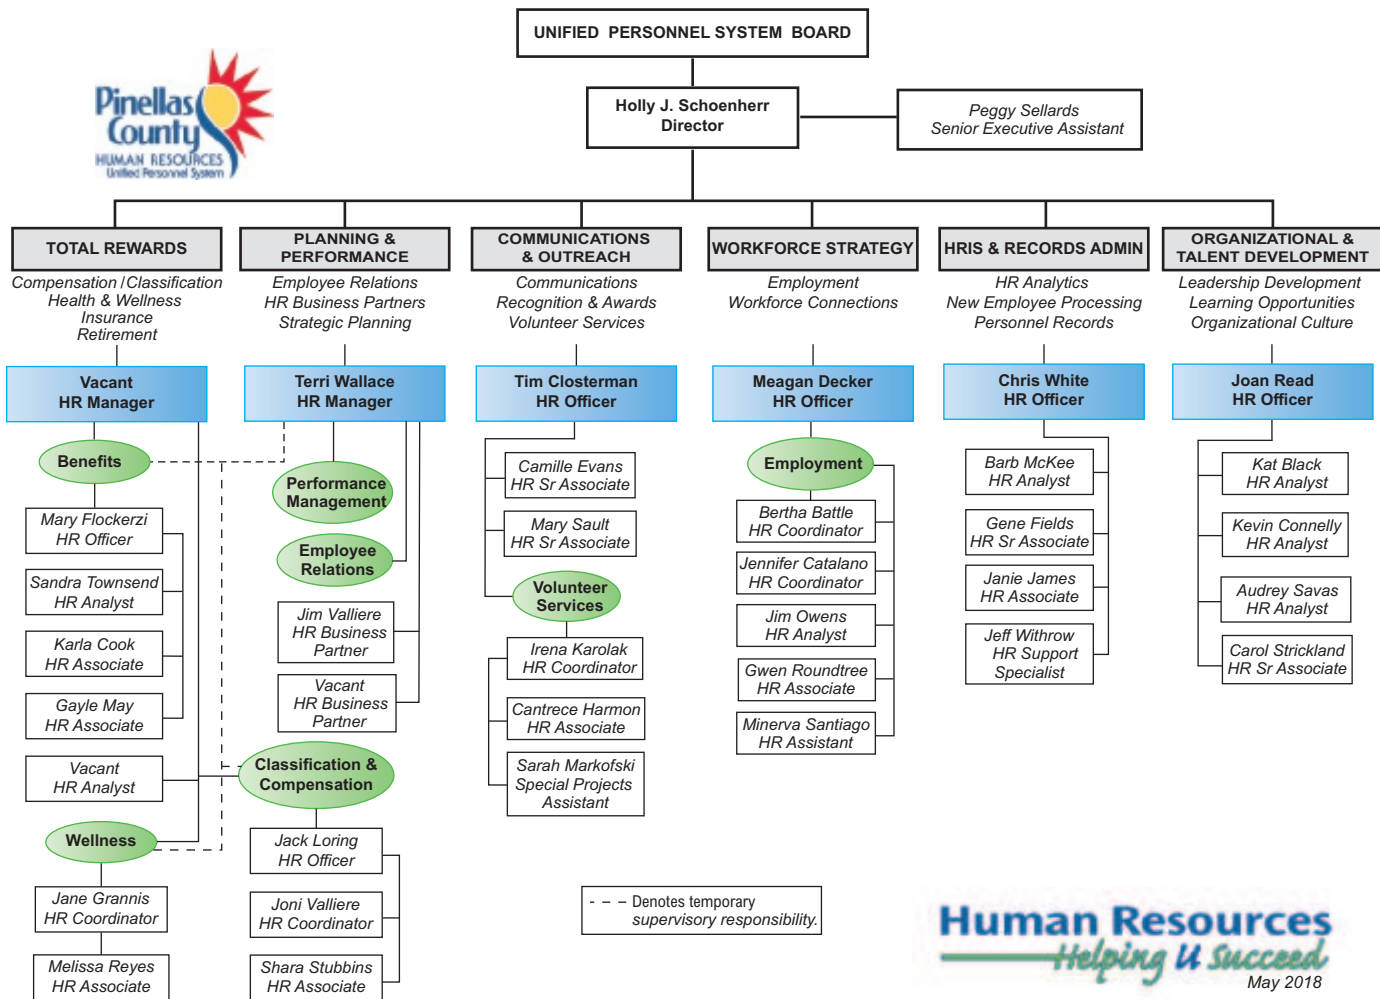 UNIFIED PERSONNEL SYSTEM BOARD
Pinellas
County
HUMAN RESOURCES
Unified Personnel System
Holly J. Schoenherr
Director
Peggy Sellards
Senior Executive Assistant
TOTAL REWARDS
Compensation / Classification
Health & Wellness
Insurance
Retirement
Vacant
HR Manager
Benefits
Mary Flockerzi
HR Officer
Sandra Townsend
HR Analyst
Karla Cook
HR Associate
Gayle May
HR Associate
Vacant
HR Analyst
Wellness
Jane Grannis
HR Coordinator
Melissa Reyes
HR Associate
PLANNING &
PERFORMANCE
Employee Relations
HR Business Partners
Strategic Planning
Terri Wallace
HR Manager
Performance
Management
Employee
Relations
Jim Valliere
HR Business
Partner
Vacant
HR Business
Partner
Classification &
Compensation
Jack Loring
HR Officer
Joni Valliere
HR Coordinator
Shara Stubbins
HR Associate
COMMUNICATIONS
& OUTREACH
Communications
Recognition & Awards
Volunteer Services
Tim Closterman
HR Officer
Camille Evans
HR Sr Associate
Mary Sault
HR Sr Associate
Volunteer
Services
Irena Karolak
HR Coordinator
Cantrece Harmon
HR Associate
Sarah Markofski
Special Projects
Assistant
WORKFORCE STRATEGY
Employment
Workforce Connections
Meagan Decker
HR Officer
Employment
Bertha Battle
HR Coordinator
Jennifer Catalano
HR Coordinator
Jim Owens
HR Analyst
Gwen Roundtree
HR Associate
Minerva Santiago
HR Assistant
HRIS & RECORDS ADMIN
HR Analytics
New Employee Processing
Personnel Records
Chris White
HR Officer
Barb McKee
HR Analyst
Gene Fields
HR Sr Associate
Janie James
HR Associate
Jeff Withrow
HR Support
Specialist
ORGANIZATIONAL &
TALENT DEVELOPMENT
Leadership Development
Learning Opportunities
Organizational Culture
Joan Read
HR Officer
Kat Black
HR Analyst
Kevin Connelly
HR Analyst
Audrey Savas
HR Analyst
Carol Strickland
HR Sr Associate
- - - Denotes temporary
supervisory responsibility.
Human Resources
Helping U Succeed
May 2018